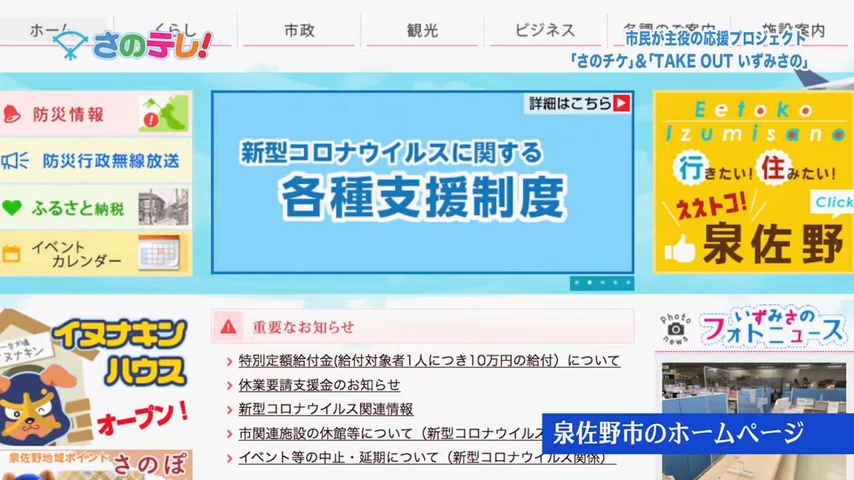 ホーム
くらし
市政
観光
ビジネス
各課のご案内
施設案内
さのテレ!
市民が主役の応援プロジェクト
「さのチケ」&「TAKE OUT いずみさの」
防災情報
防災行政無線放送
ふるさと納税
イベント
カレンダー
詳細はこちら
新型コロナウイルスに関する
各種支援制度
Eetoko
Izumisano
行きたい! 住みたい!
ええトコ!
Click
泉佐野
イヌナキン
イヌナキン
ハウス
オープン!
泉佐野地域ポイント
さのぽ
重要なお知らせ
特別定額給付金(給付対象者1人につき10万円の給付）について
休業要請支援金のお知らせ
新型コロナウイルス関連情報
市関連施設の休館等について（新型コロナウイルス
イベント等の中止・延期について（新型コロナウイルス関係）
Photo
news
いずみさの
フォトニュース
泉佐野市のホームページ